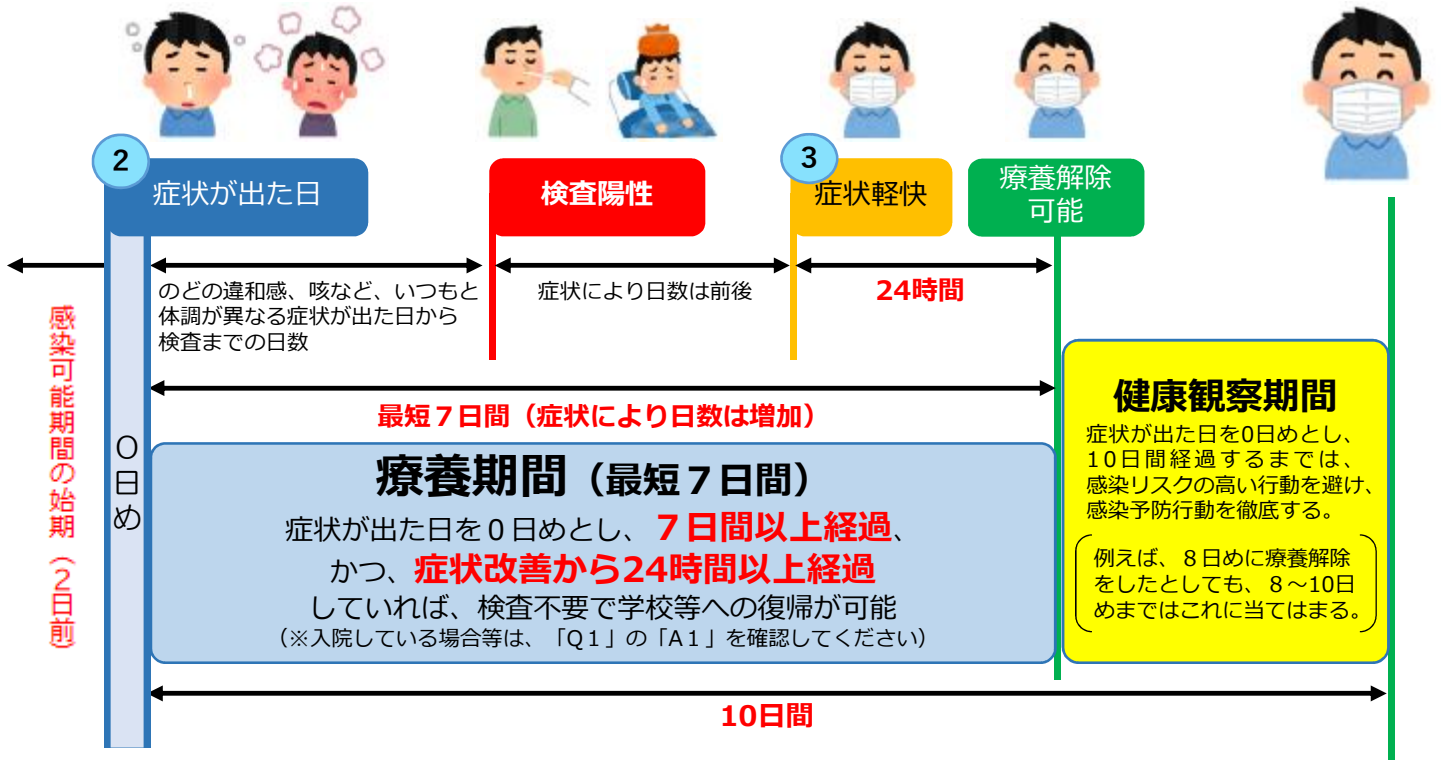 2
症状が出た日
検査陽性
3
症状軽快
療養解除
可能
のどの違和感、咳など、いつもと
体調が異なる症状が出た日から
検査までの日数
症状により日数は前後
24時間
感染可能期間の始期（２日前）
０日め
最短７日間（症状により日数は増加）
療養期間（最短７日間）
症状が出た日を０日めとし、７日間以上経過、
かつ、症状改善から24時間以上経過
していれば、検査不要で学校等への復帰が可能
（※入院している場合等は、「Q１」の「A１」を確認してください）
健康観察期間
症状が出た日を0日めとし、
10日間経過するまでは、
感染リスクの高い行動を避け、
感染予防行動を徹底する。
例えば、８日めに療養解除
をしたとしても、８～10日
めまではこれに当てはまる。
10日間